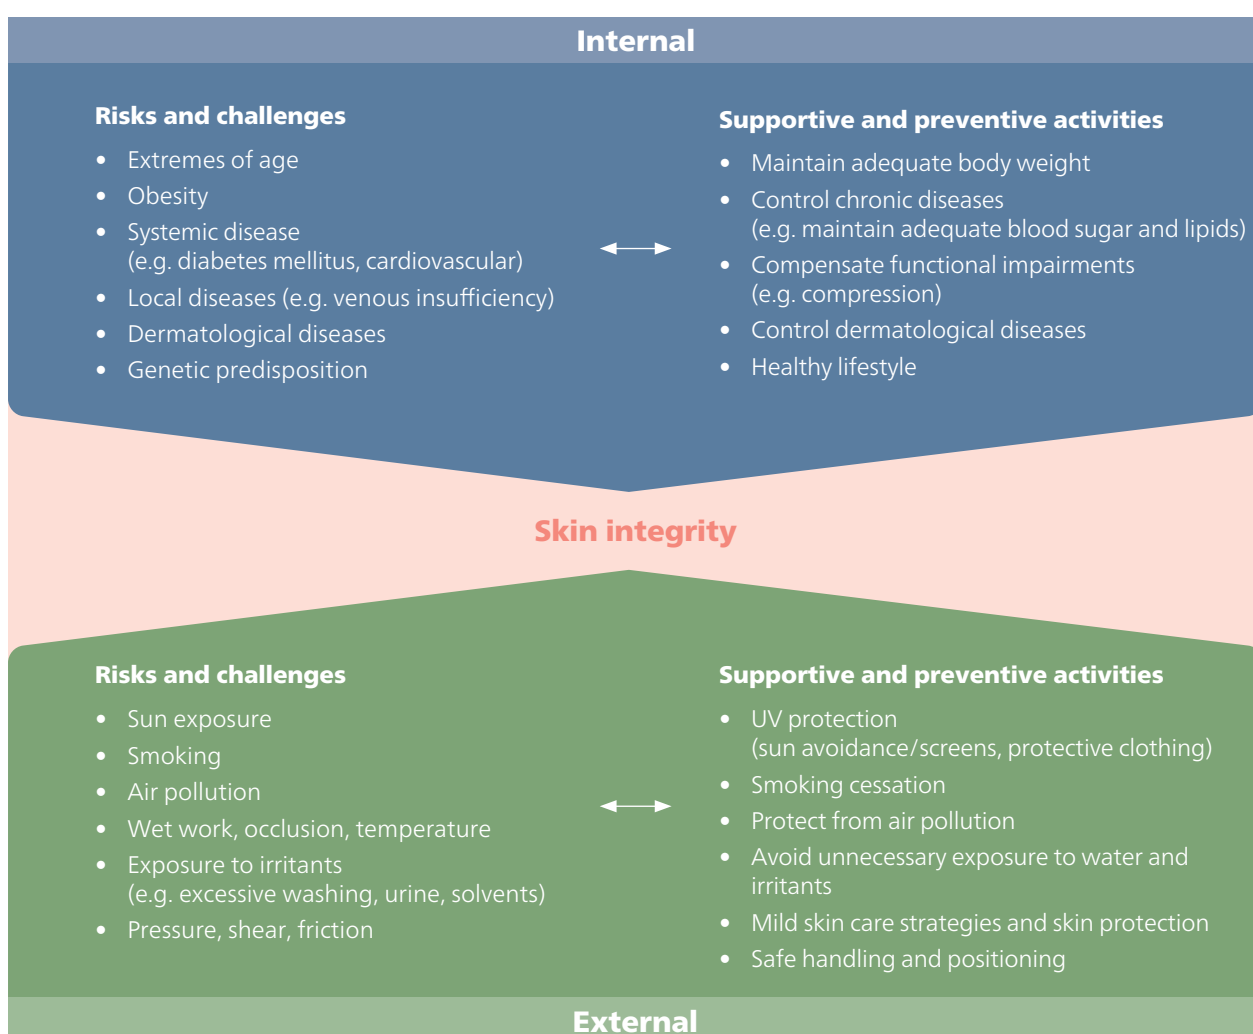 Internal
Risks and challenges
• Extremes of age
• Obesity
• Systemic disease
(e.g. diabetes mellitus, cardiovascular)
• Local diseases (e.g. venous insufficiency)
• Dermatological diseases
• Genetic predisposition
Supportive and preventive activities
• Maintain adequate body weight
• Control chronic diseases
(e.g. maintain adequate blood sugar and lipids)
• Compensate functional impairments
(e.g. compression)
• Control dermatological diseases
• Healthy lifestyle
Skin integrity
Risks and challenges
• Sun exposure
• Smoking
• Air pollution
• Wet work, occlusion, temperature
• Exposure to irritants
(e.g. excessive washing, urine, solvents)
• Pressure, shear, friction
Supportive and preventive activities
• UV protection
(sun avoidance/screens, protective clothing)
• Smoking cessation
• Protect from air pollution
• Avoid unnecessary exposure to water and
irritants
• Mild skin care strategies and skin protection
• Safe handling and positioning
External